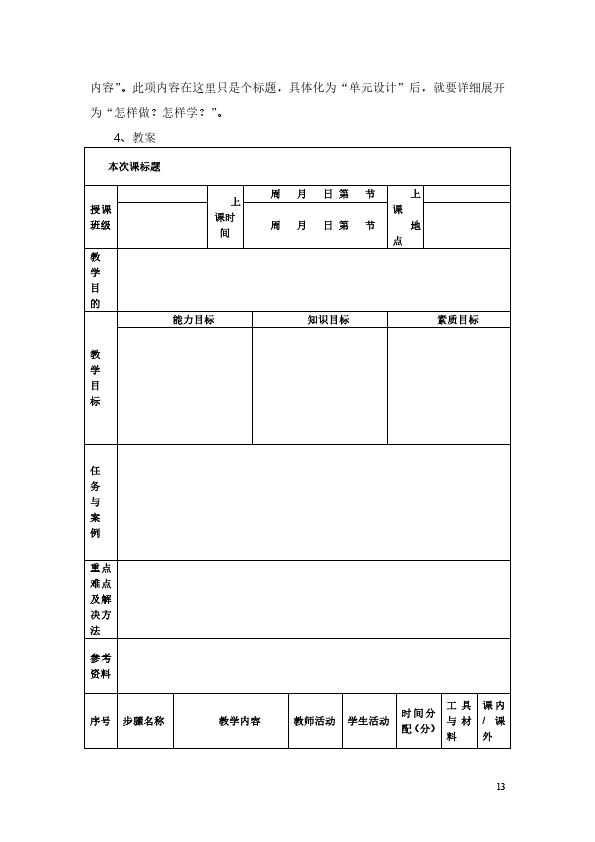 内容”。此项内容在这里只是个标题，具体化为“单元设计”后，就要详细展开
为“怎样做？怎样学？”。
4、教案
本次课标题
授课
班级
上
课时
间
周 月 日 第 节
周 月 日 第 节
上
课
地
点
教
学
目
的
教
学
目
标
能力目标 知识目标 素质目标
任
务
与
案
例
重点
难点
及解
决方
法
参考
资料
序号 步骤名称 教学内容 教师活动 学生活动
时间分
配（分）
工具
与材
料
课内
/ 课
外
13